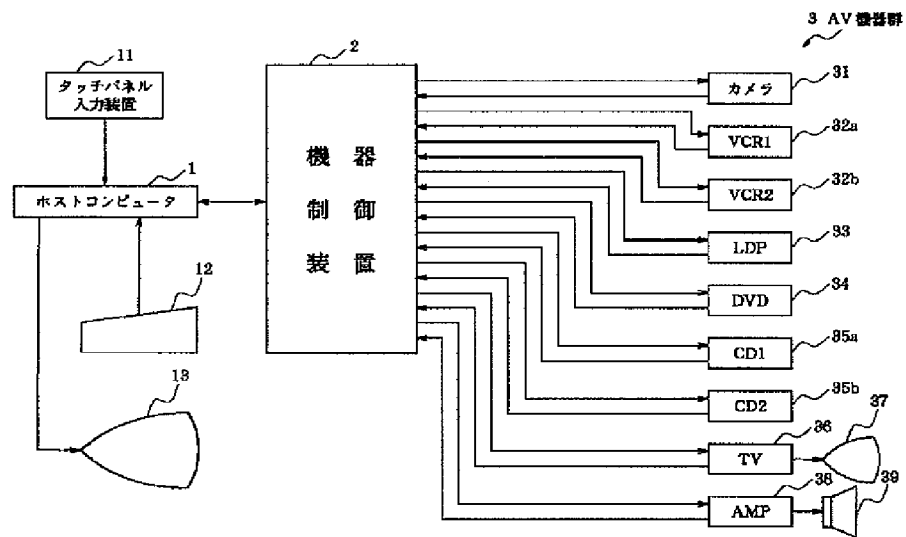 3 AV機器群
11
タッチパネル
入力装置
1
ホストコンピュータ
12
13
2
機器
制御
装置
31
カメラ
32a
VCR1
32b
VCR2
33
LDP
34
DVD
35a
CD1
35b
CD2
36
TV
37
38
AMP
39